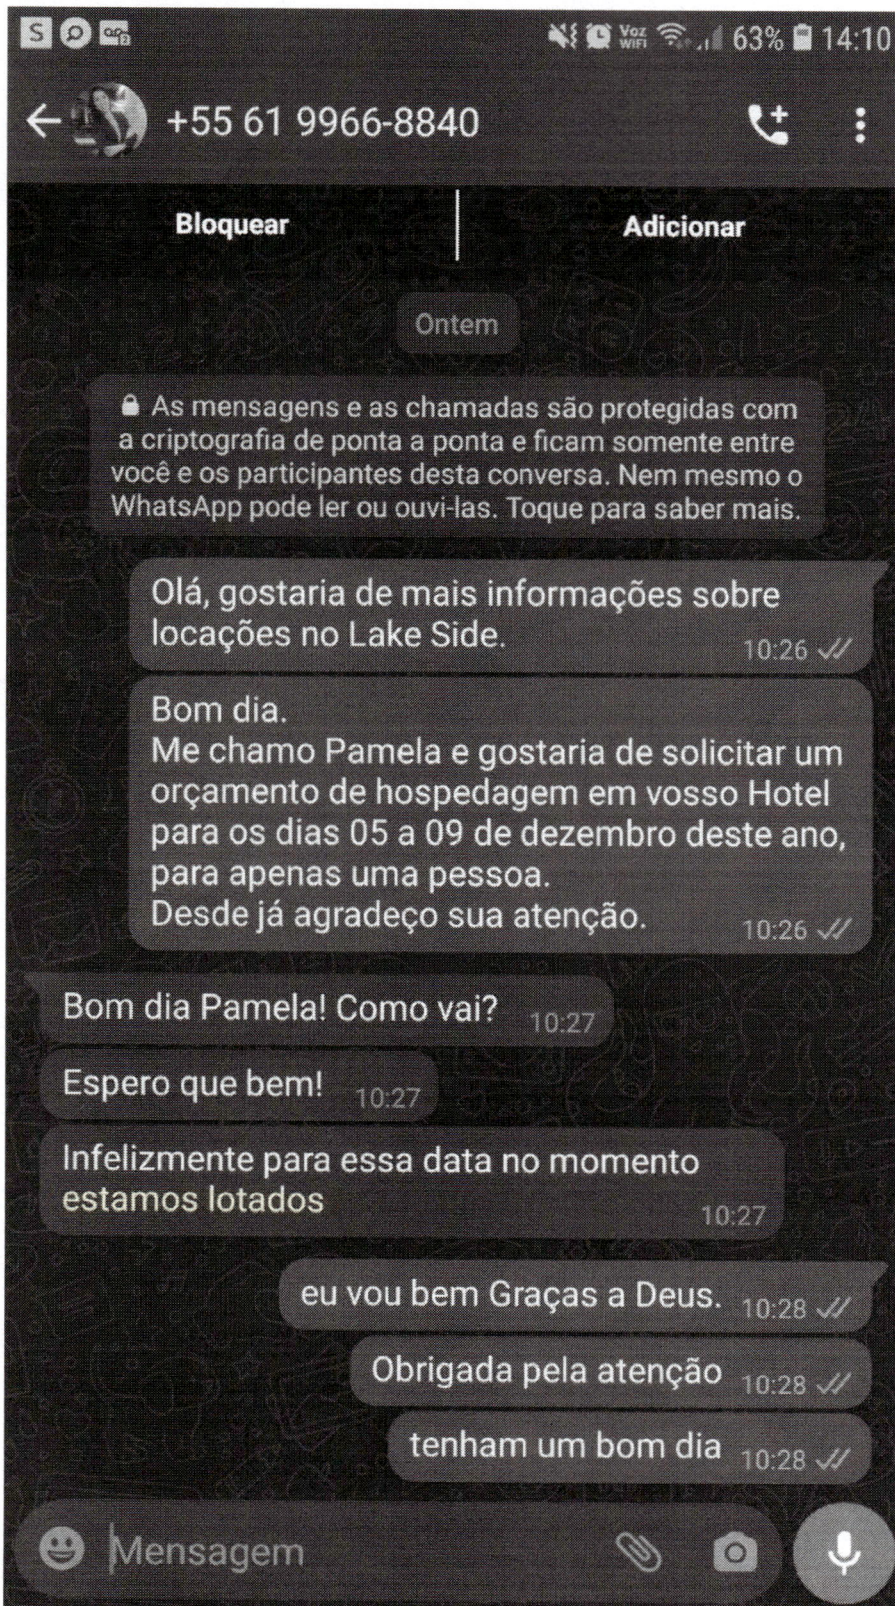 S
Voz WiFi 63% 14:10
+55 61 9966-8840
Bloquear
Adicionar
Ontem
As mensagens e as chamadas são protegidas com
a criptografia de ponta a ponta e ficam somente entre
você e os participantes desta conversa. Nem mesmo o
WhatsApp pode ler ou ouvi-las. Toque para saber mais.
Olá, gostaria de mais informações sobre
locações no Lake Side.
10:26
Bom dia.
Me chamo Pamela e gostaria de solicitar um
orçamento de hospedagem em vosso Hotel
para os dias 05 a 09 de dezembro deste ano,
para apenas uma pessoa.
Desde já agradeço sua atenção.
10:26
Bom dia Pamela! Como vai? 10:27
Espero que bem! 10:27
Infelizmente para essa data no momento
estamos lotados
10:27
eu vou bem Graças a Deus. 10:28
Obrigada pela atenção 10:28
tenham um bom dia 10:28
Mensagem